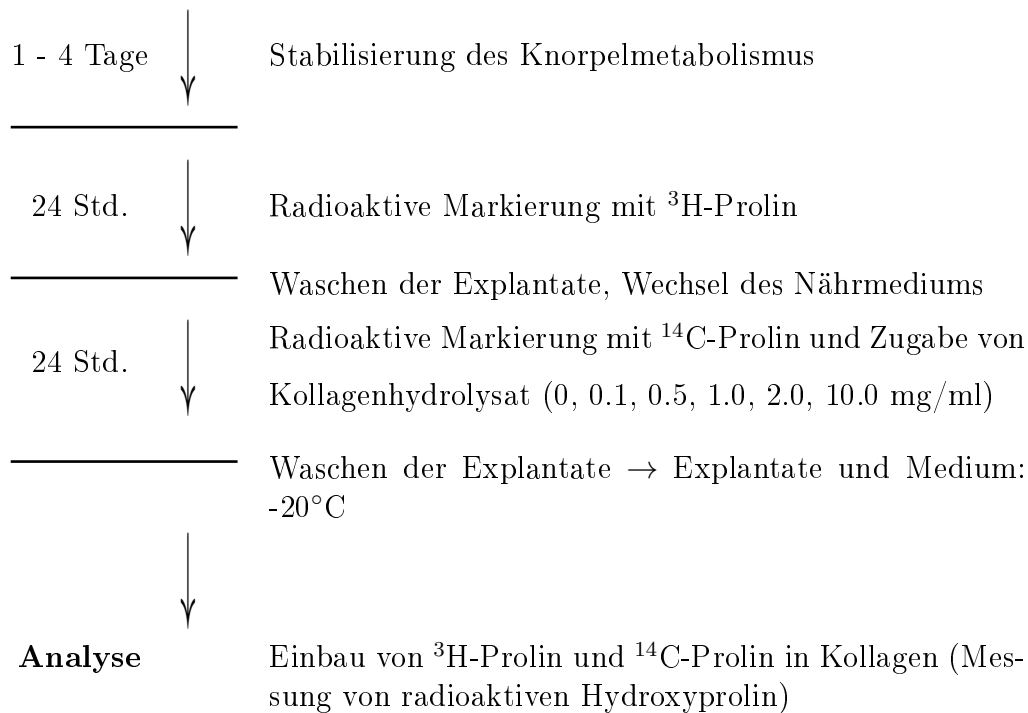 1 - 4 Tage Stabilisierung des Knorpelmetabolismus
24 Std. Radioaktive Markierung mit ³H-Prolin
Waschen der Explantate, Wechsel des Nährmediums
Radioaktive Markierung mit ¹⁴C-Prolin und Zugabe von
24 Std.
Kollagenhydrolysat (0, 0.1, 0.5, 1.0, 2.0, 10.0 mg/ml)
Waschen der Explantate → Explantate und Medium:
-20°C
Analyse Einbau von ³H-Prolin und ¹⁴C-Prolin in Kollagen (Mes-
sung von radioaktiven Hydroxyprolin)